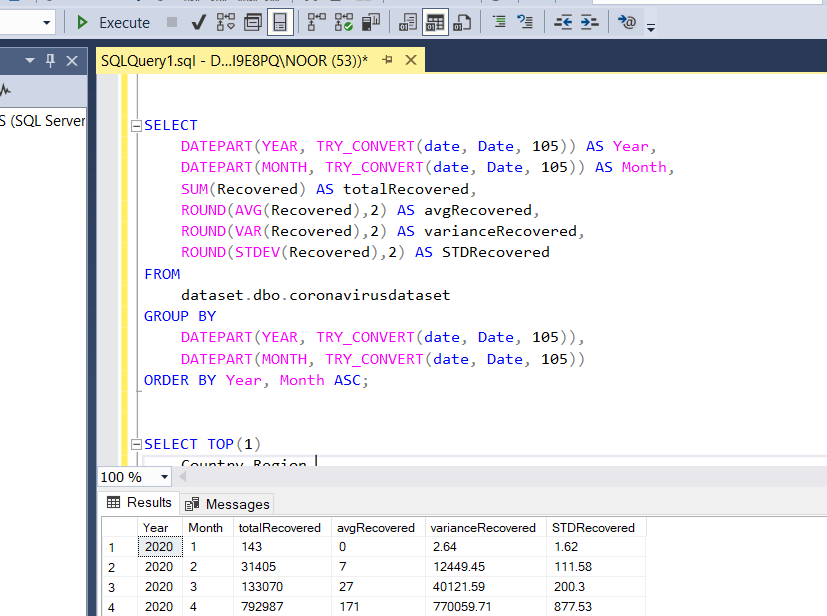 Execute
SQLQuery1.sql - D...I9E8PQ\NOOR (53))*
S (SQL Server
SELECT
DATEPART(YEAR, TRY_CONVERT(date, Date, 105)) AS Year,
DATEPART(MONTH, TRY_CONVERT(date, Date, 105)) AS Month,
SUM(Recovered) AS totalRecovered,
ROUND(AVG(Recovered),2) AS avgRecovered,
ROUND(VAR(Recovered),2) AS varianceRecovered,
ROUND(STDEV(Recovered),2) AS STDRecovered
FROM
dataset.dbo.coronavirusdataset
GROUP BY
DATEPART(YEAR, TRY_CONVERT(date, Date, 105)),
DATEPART(MONTH, TRY_CONVERT(date, Date, 105))
ORDER BY Year, Month ASC;
SELECT TOP(1)
Country_Region
100 %
Results Messages
Year Month totalRecovered avgRecovered varianceRecovered STDRecovered
1 2020 1 143 0 2.64 1.62
2 2020 2 31405 7 12449.45 111.58
3 2020 3 133070 27 40121.59 200.3
4 2020 4 792987 171 770059.71 877.53